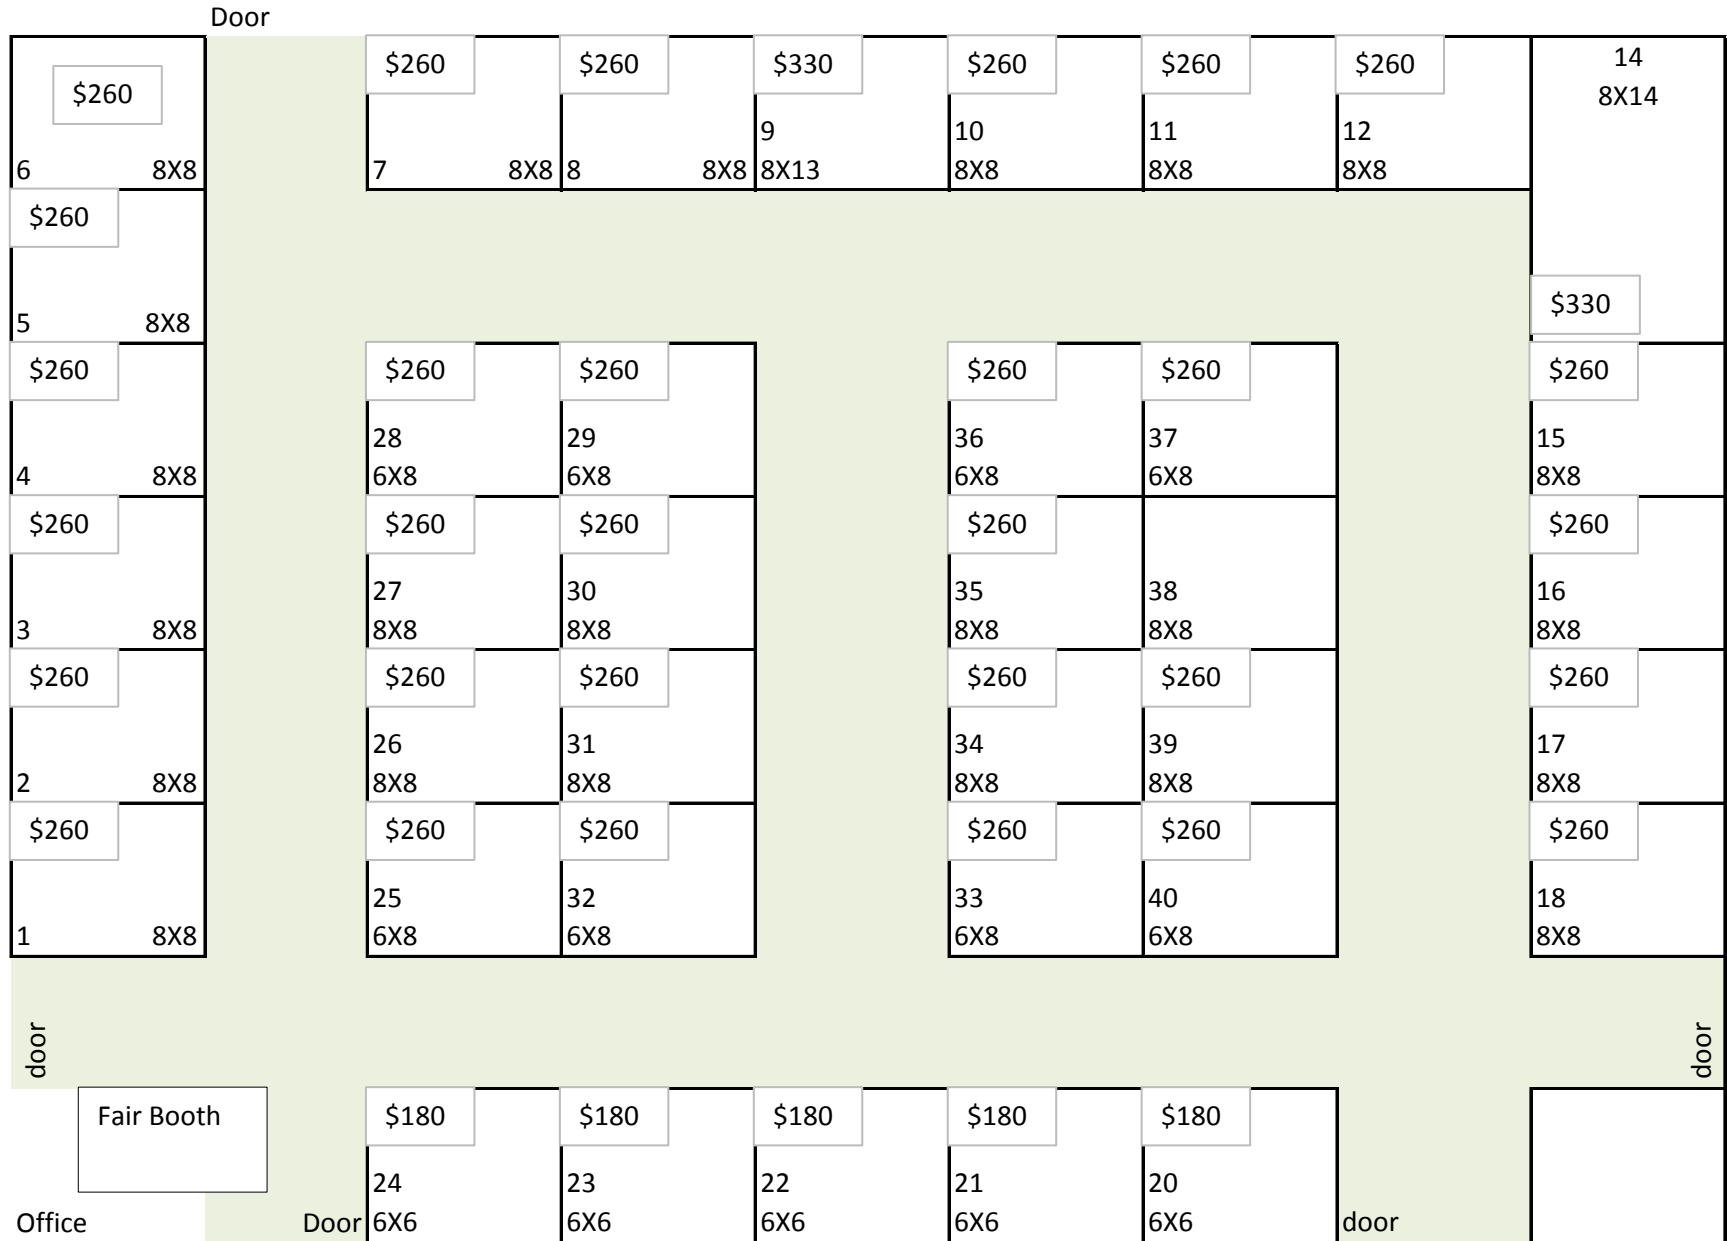 Door
$260
6 8X8
$260
7 8X8
$260
8 8X8
$330
9
8X13
$260
10
8X8
$260
11
8X8
$260
12
8X8
14
8X14
$330
$260
5 8X8
$260
4 8X8
$260
28
6X8
$260
29
6X8
$260
36
6X8
$260
37
6X8
$260
15
8X8
$260
3 8X8
$260
27
8X8
$260
30
8X8
$260
35
8X8
38
8X8
$260
16
8X8
$260
2 8X8
$260
26
8X8
$260
31
8X8
$260
34
8X8
$260
39
8X8
$260
17
8X8
$260
1 8X8
$260
25
6X8
$260
32
6X8
$260
33
6X8
$260
40
6X8
$260
18
8X8
door
door
Fair Booth
Office
Door
$180
24
6X6
$180
23
6X6
$180
22
6X6
$180
21
6X6
$180
20
6X6
door